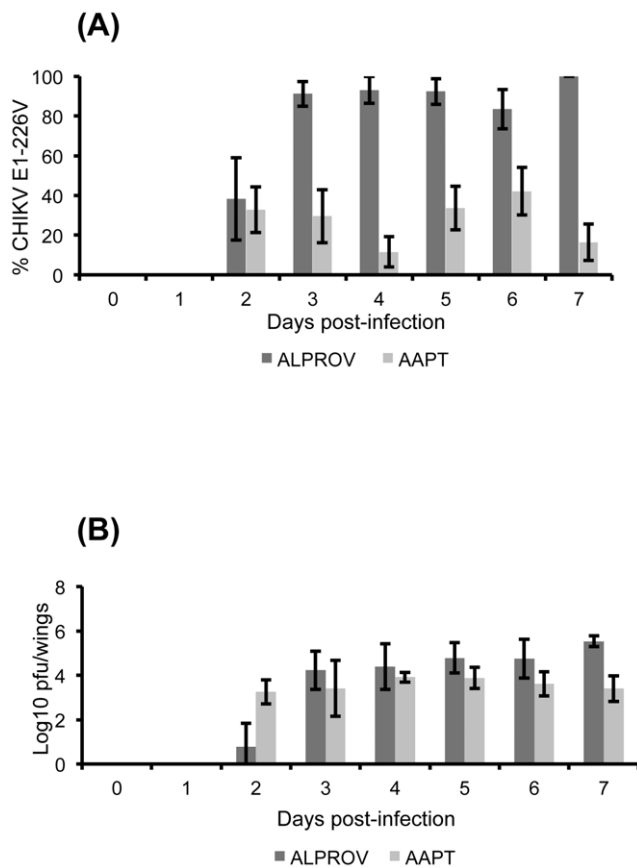 (A)
% CHIKV E1-226V
100
80
60
40
20
0
0 1 2 3 4 5 6 7
Days post-infection
ALPROV AAPT
(B)
Log10 pfu/wings
8
6
4
2
0
0 1 2 3 4 5 6 7
Days post-infection
ALPROV AAPT